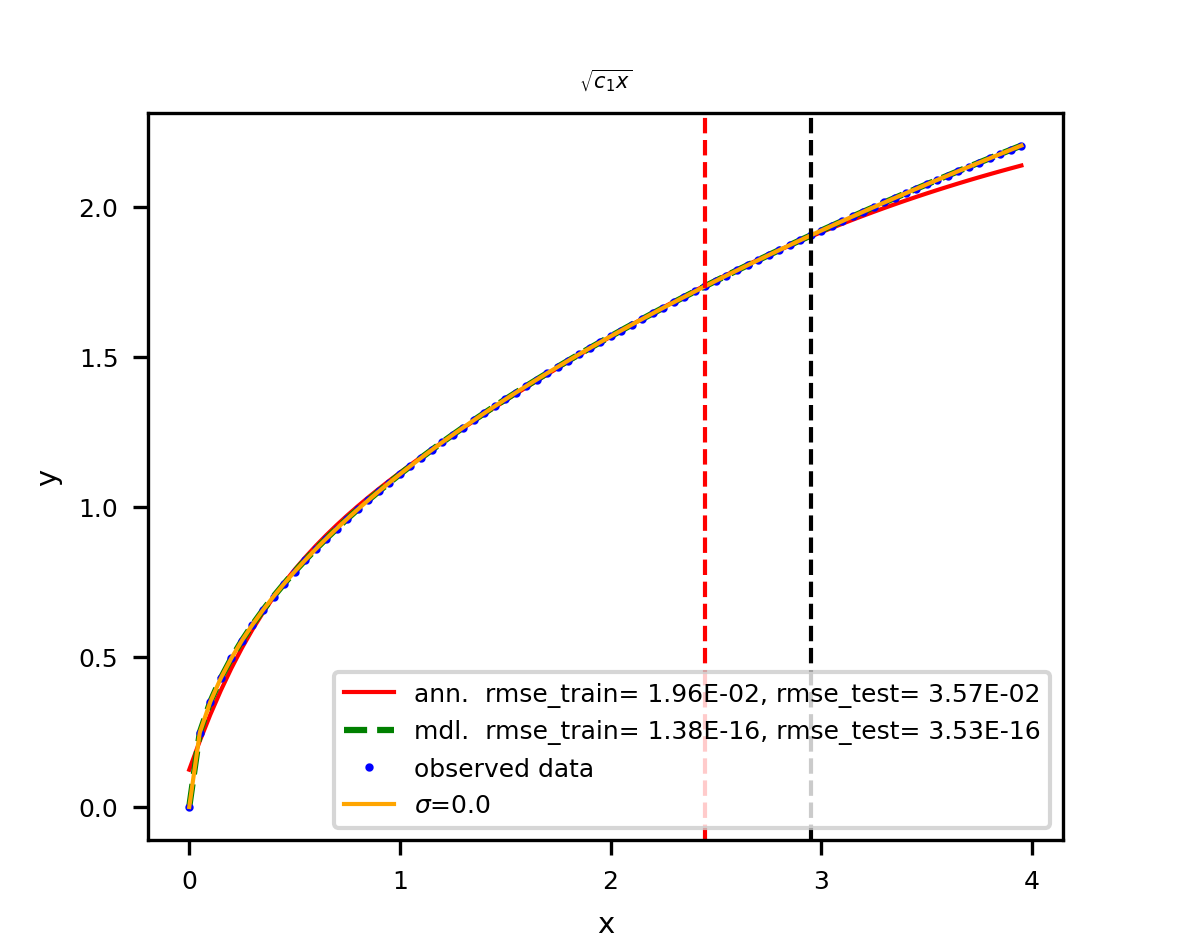 √c₁x
2.0
1.5
1.0
0.5
0.0
y
ann.  rmse_train= 1.96E-02, rmse_test= 3.57E-02
mdl.  rmse_train= 1.38E-16, rmse_test= 3.53E-16
observed data
σ=0.0
0 1 2 3 4
x